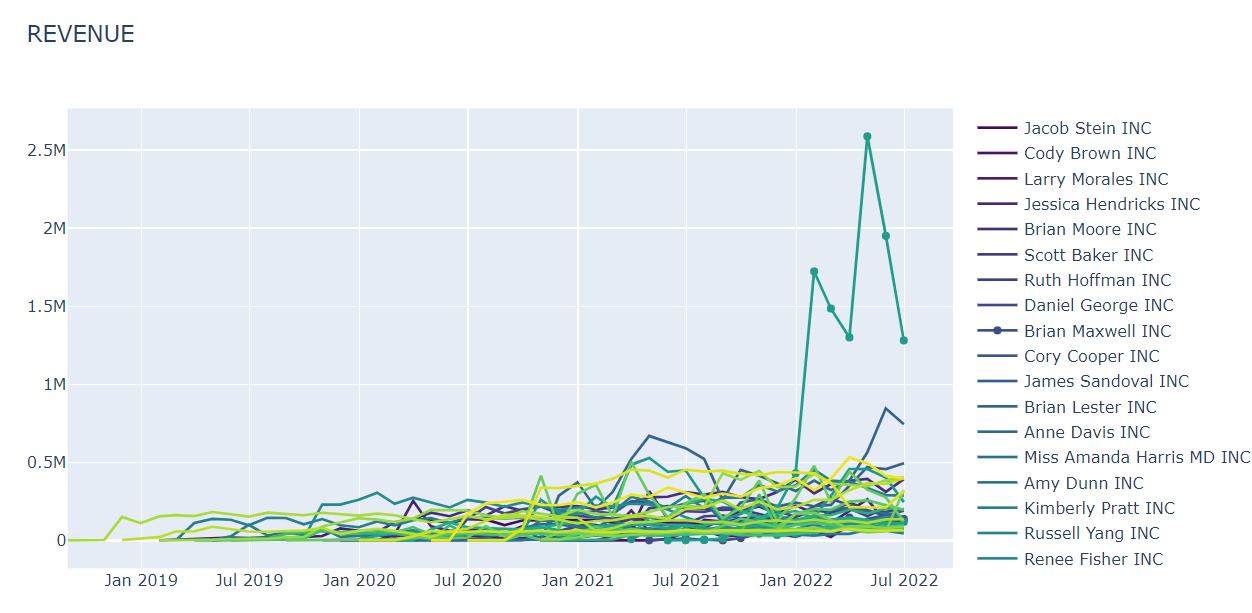 REVENUE
2.5M
2M
1.5M
1M
0.5M
0
Jan 2019
Jul 2019
Jan 2020
Jul 2020
Jan 2021
Jul 2021
Jan 2022
Jul 2022
Jacob Stein INC
Cody Brown INC
Larry Morales INC
Jessica Hendricks INC
Brian Moore INC
Scott Baker INC
Ruth Hoffman INC
Daniel George INC
Brian Maxwell INC
Cory Cooper INC
James Sandoval INC
Brian Lester INC
Anne Davis INC
Miss Amanda Harris MD INC
Amy Dunn INC
Kimberly Pratt INC
Russell Yang INC
Renee Fisher INC